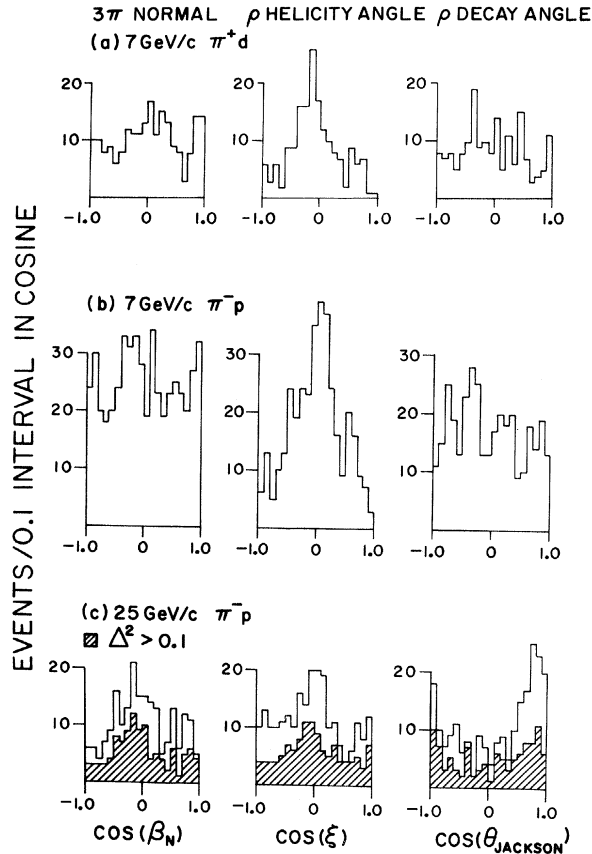 3π NORMAL ρ HELICITY ANGLE ρ DECAY ANGLE
(a) 7 GeV/c π⁺d
20 20 20
10 10 10
-1.0 0 1.0 -1.0 0 1.0 -1.0 0 1.0
EVENTS/0.1 INTERVAL IN COSINE
(b) 7 GeV/c π⁻p
30 30 30
20 20 20
10 10 10
-1.0 0 1.0 -1.0 0 1.0 -1.0 0 1.0
(c) 25 GeV/c π⁻p
Δ² > 0.1
20 20 20
10 10 10
-1.0 0 1.0 -1.0 0 1.0 -1.0 0 1.0
COS(β_N) COS(ξ) COS(θ_JACKSON)